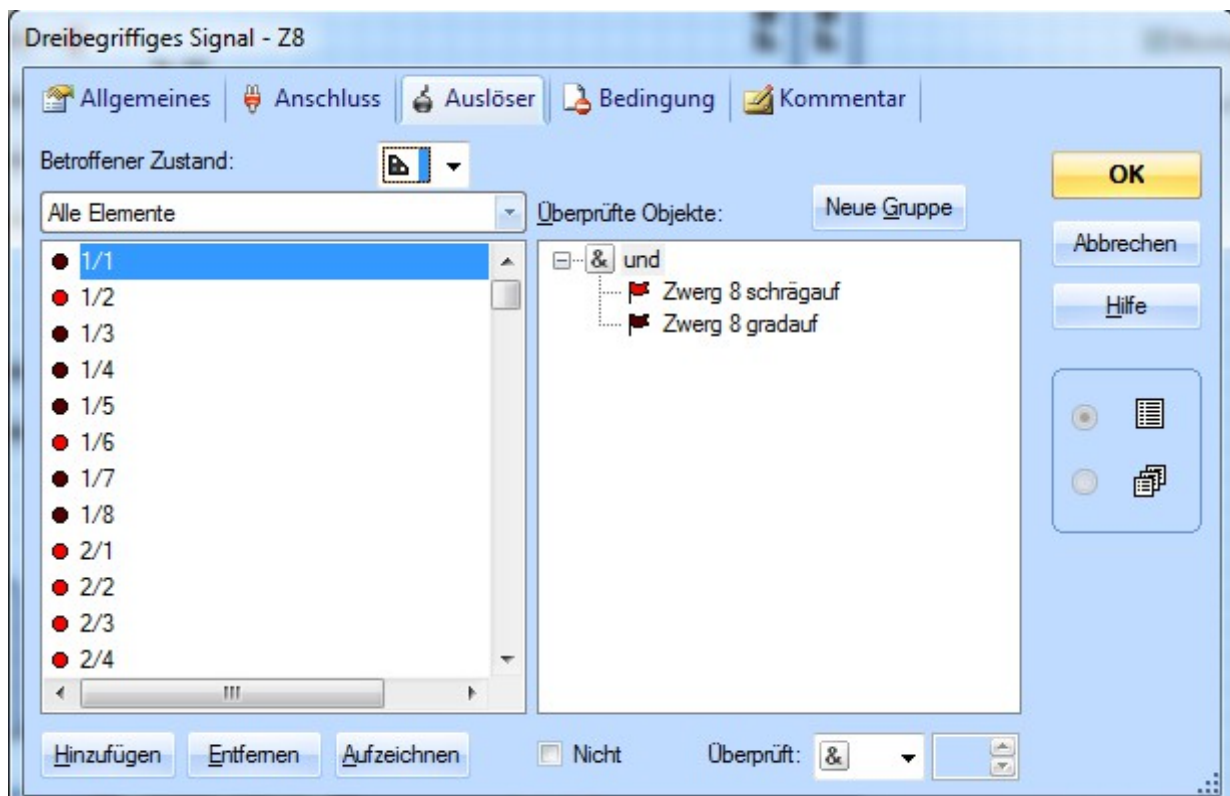 Dreibegriffiges Signal - Z8
Allgemeines Anschluss Auslöser Bedingung Kommentar
Betroffener Zustand:
Alle Elemente
Überprüfte Objekte:
Neue Gruppe
1/1
1/2
1/3
1/4
1/5
1/6
1/7
1/8
2/1
2/2
2/3
2/4
& und
Zwerg 8 schrägauf
Zwerg 8 gradauf
OK
Abbrechen
Hilfe
Hinzufügen Entfernen Aufzeichnen
Nicht Überprüft: &